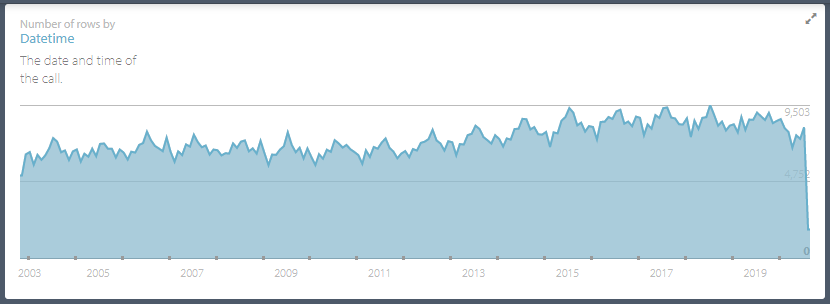 Number of rows by
Datetime
The date and time of
the call.
9,503
4,752
0
2003 2005 2007 2009 2011 2013 2015 2017 2019